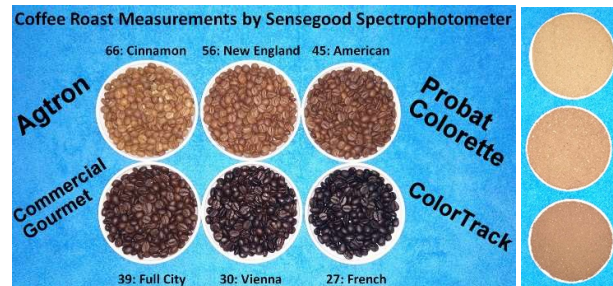 Coffee Roast Measurements by Sensegood Spectrophotometer
66: Cinnamon 56: New England 45: American
Agtron
Probat
Colorette
Commercial
Gourmet
ColorTrack
39: Full City 30: Vienna 27: French